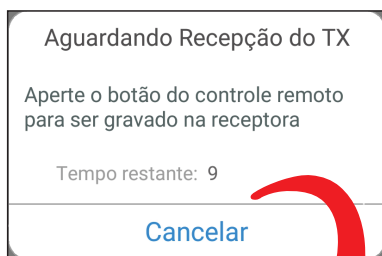 Aguardando Recepção do TX
Aperte o botão do controle remoto
para ser gravado na receptora
Tempo restante: 9
Cancelar